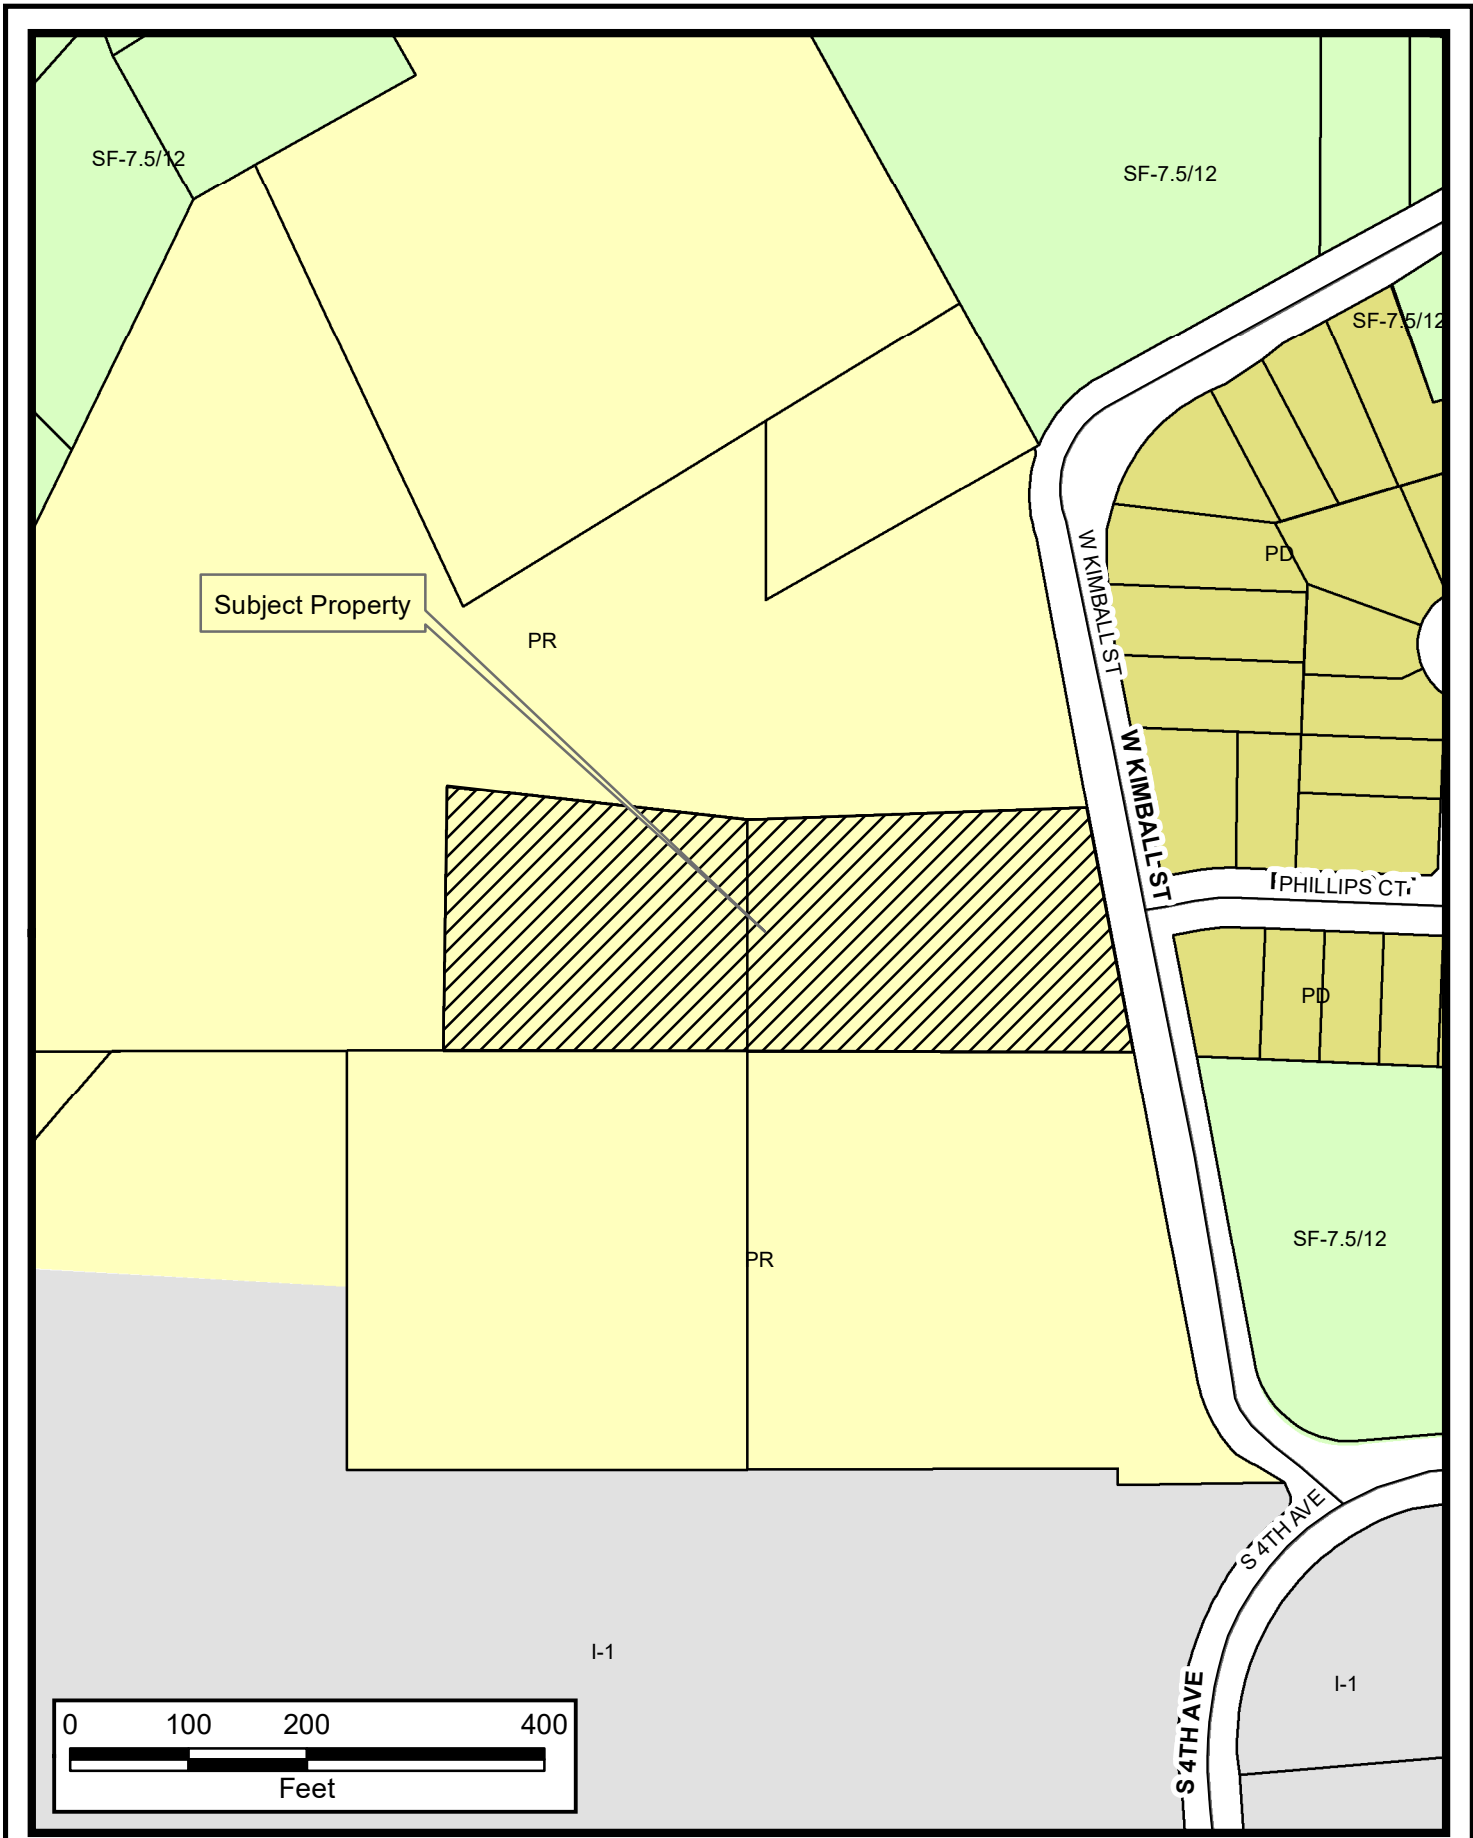 SF-7.5/12
SF-7.5/12
SF-7.5/12
W KIMBALL ST
PD
Subject Property
PR
W KIMBALL ST
PHILLIPS CT
PD
SF-7.5/12
PR
S 4TH AVE
I-1
I-1
S 4TH AVE
0 100 200 400
Feet